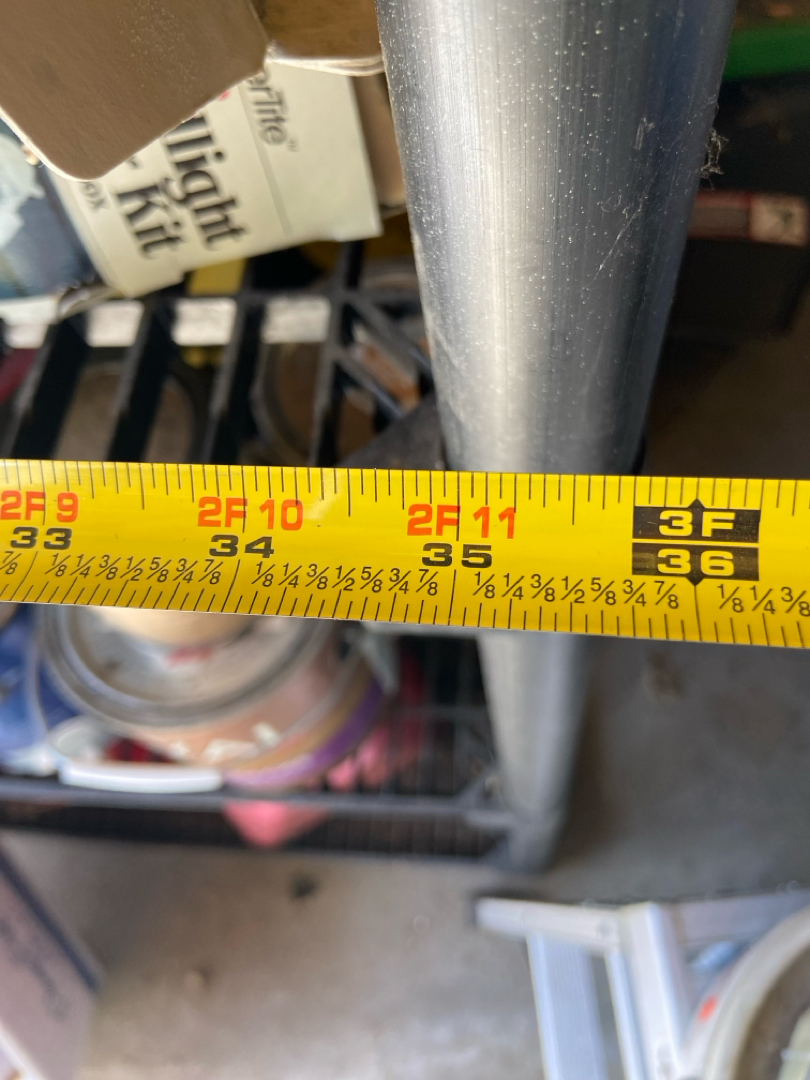 erTite™
llight
Kit
2F 9 2F 10 2F 11 3F
33 34 35 36
7/8 1/8 1/4 3/8 1/2 5/8 3/4 7/8 1/8 1/4 3/8 1/2 5/8 3/4 7/8 1/8 1/4 3/8 1/2 5/8 3/4 7/8 1/8 1/4 3/8